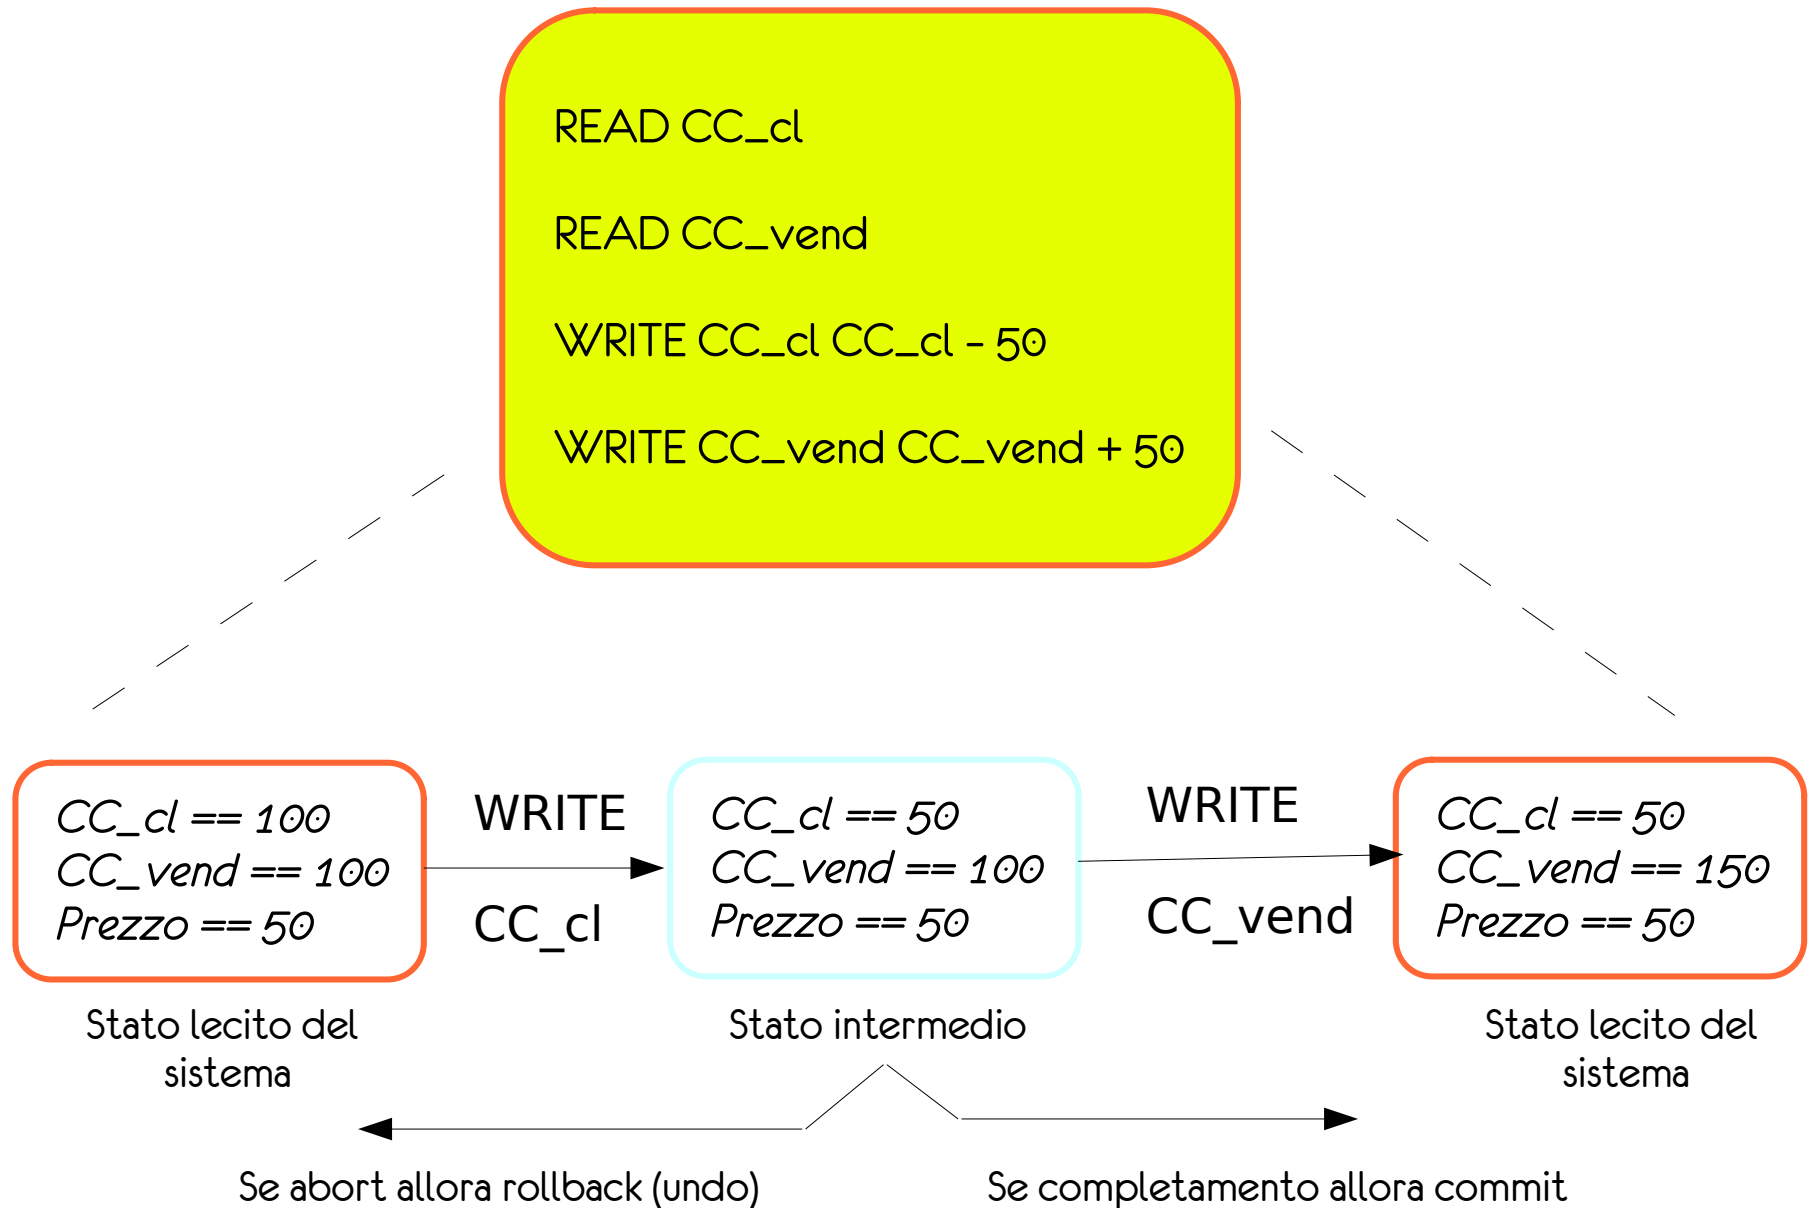 READ CC_cl
READ CC_vend
WRITE CC_cl CC_cl - 50
WRITE CC_vend CC_vend + 50
CC_cl == 100
CC_vend == 100
Prezzo == 50
WRITE
CC_cl
CC_cl == 50
CC_vend == 100
Prezzo == 50
WRITE
CC_vend
CC_cl == 50
CC_vend == 150
Prezzo == 50
Stato lecito del
sistema
Stato intermedio
Stato lecito del
sistema
Se abort allora rollback (undo)
Se completamento allora commit